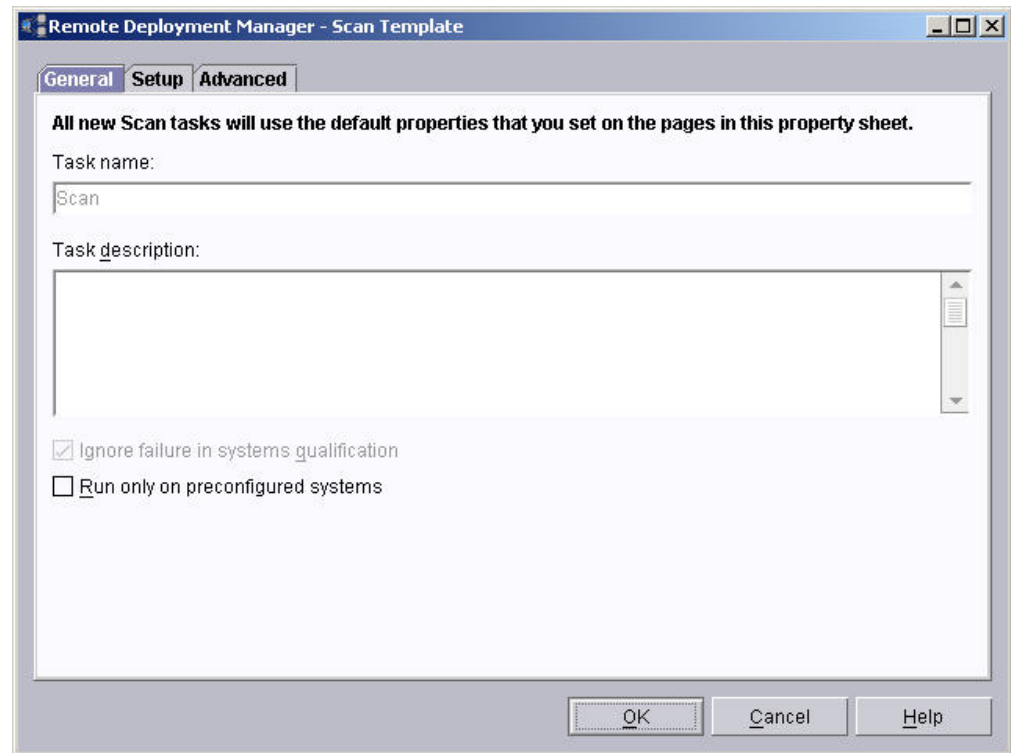 Remote Deployment Manager - Scan Template
General Setup Advanced
All new Scan tasks will use the default properties that you set on the pages in this property sheet.
Task name:
Scan
Task description:
Ignore failure in systems qualification
Run only on preconfigured systems
OK Cancel Help